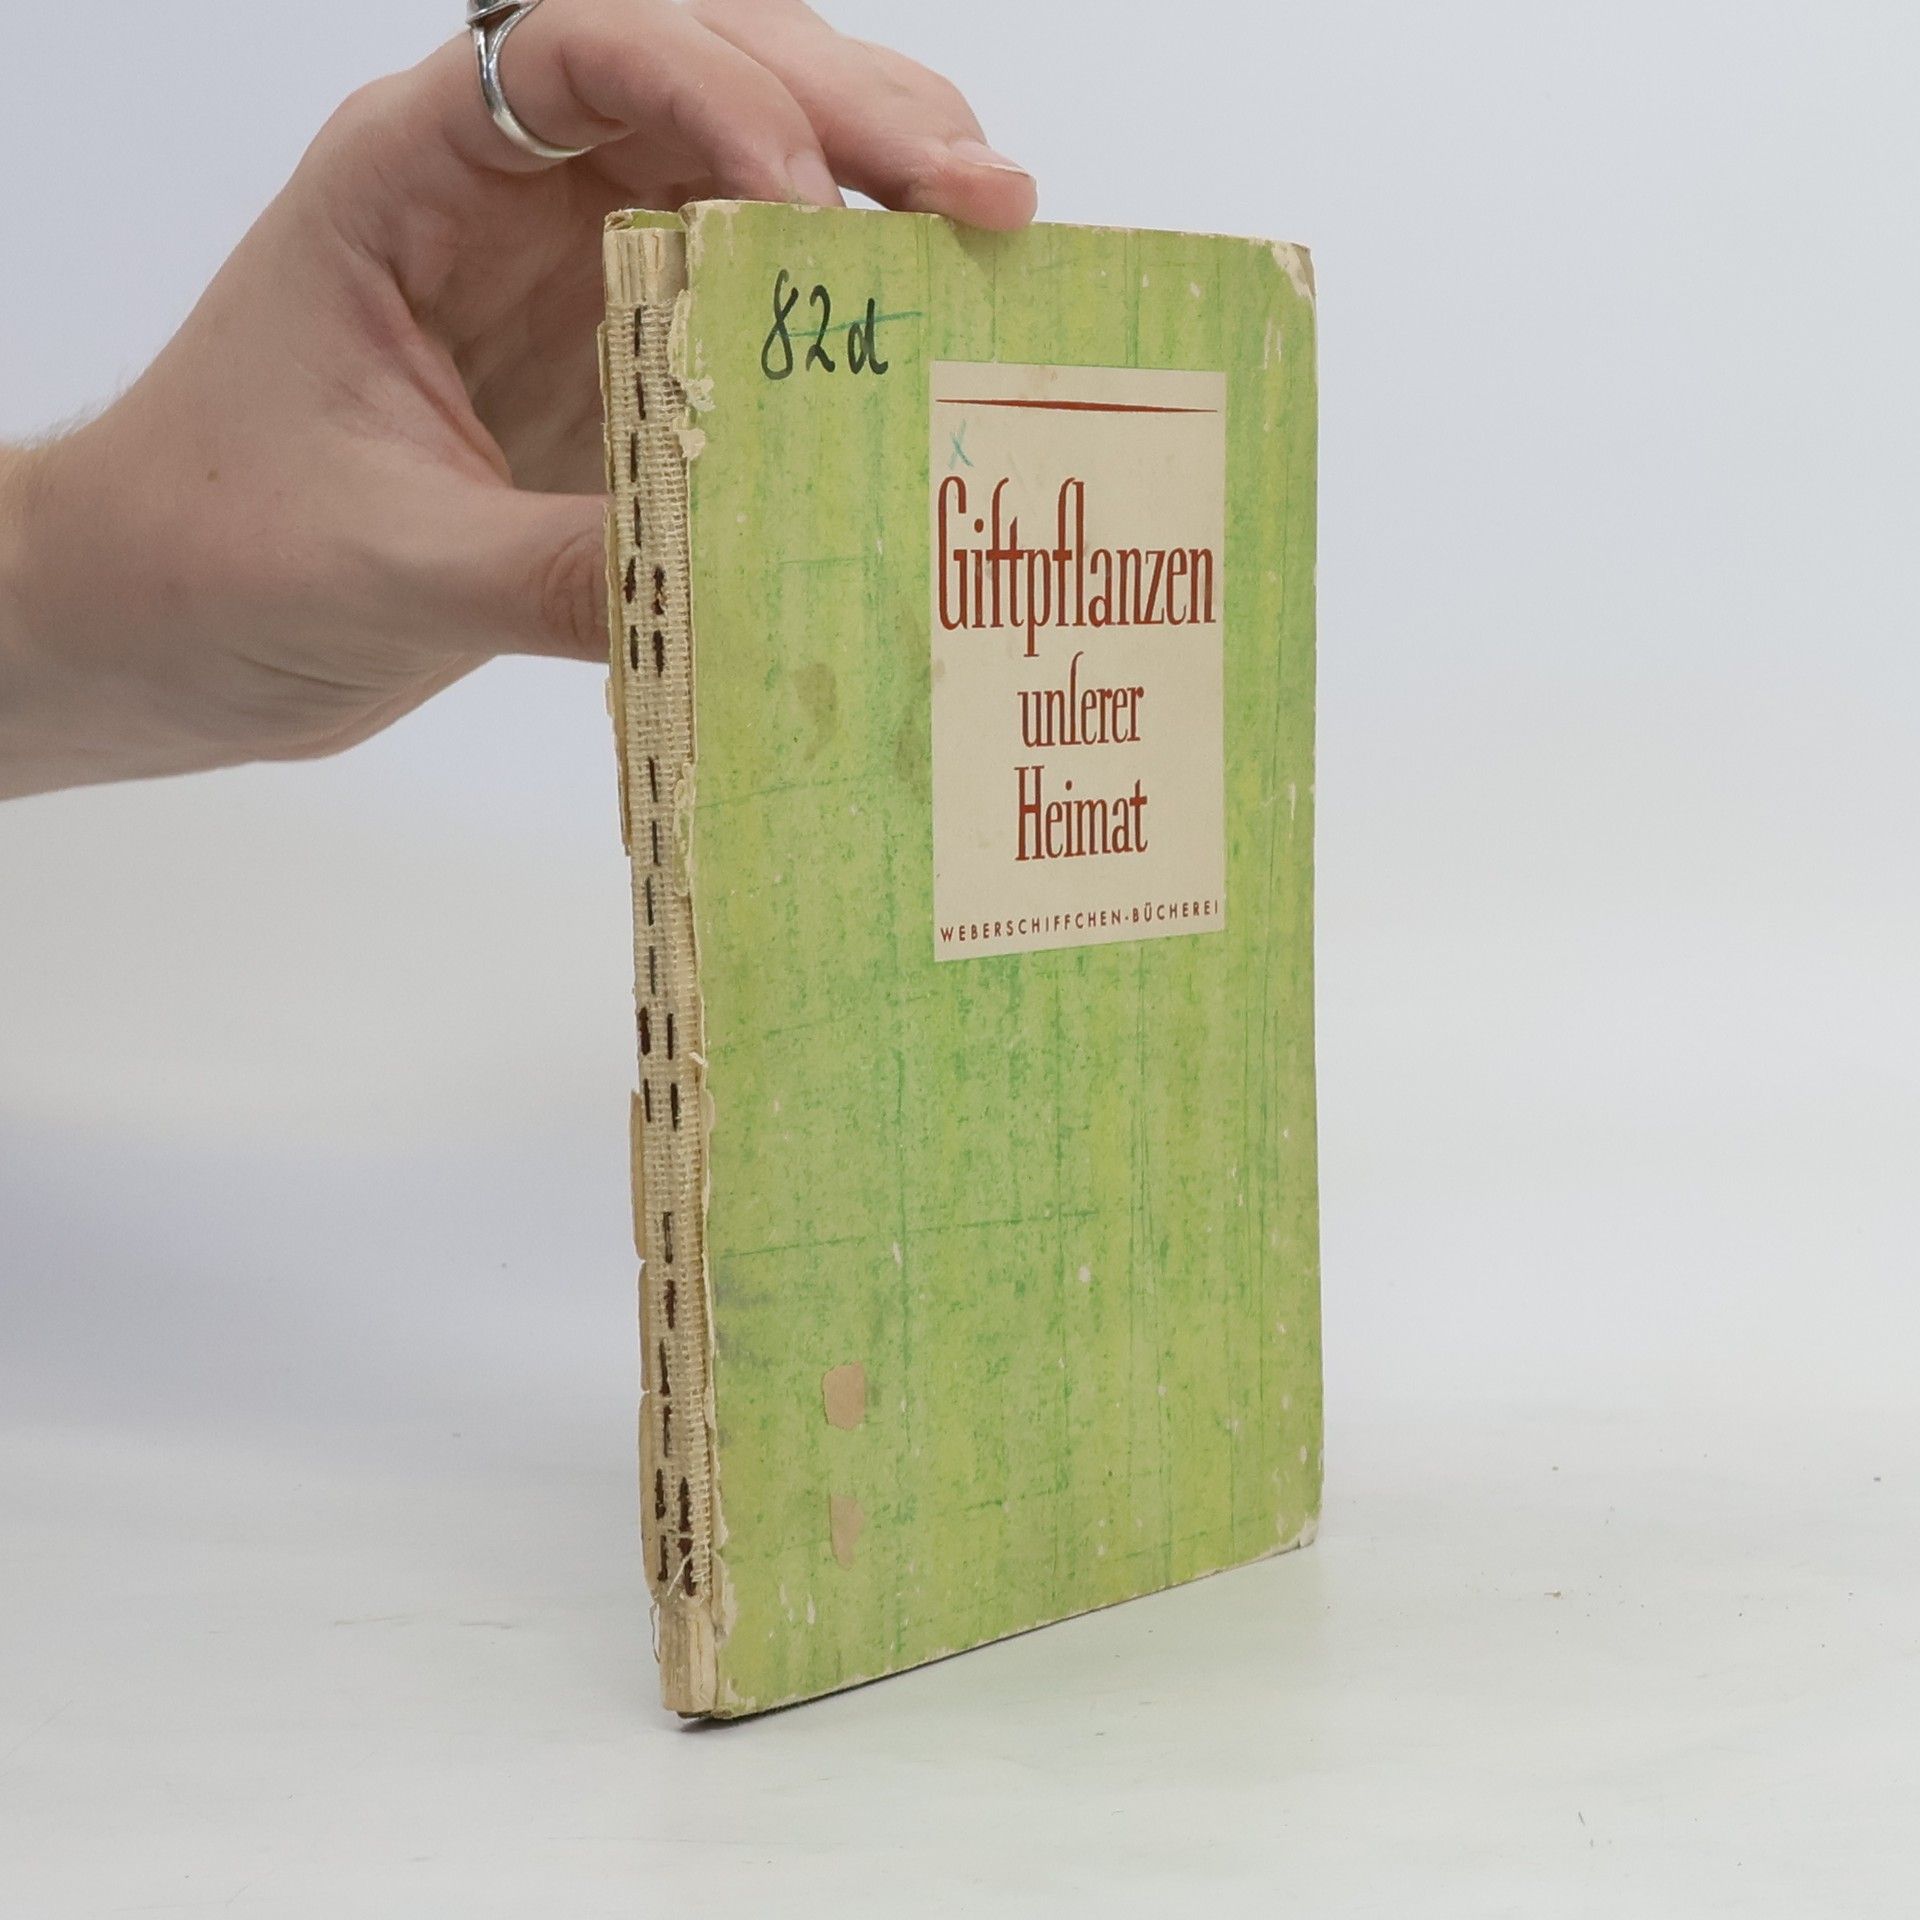 82d
x
Giftpflanzen
unſerer
Heimat
WEBERSCHIFFCHEN-BÜCHEREI